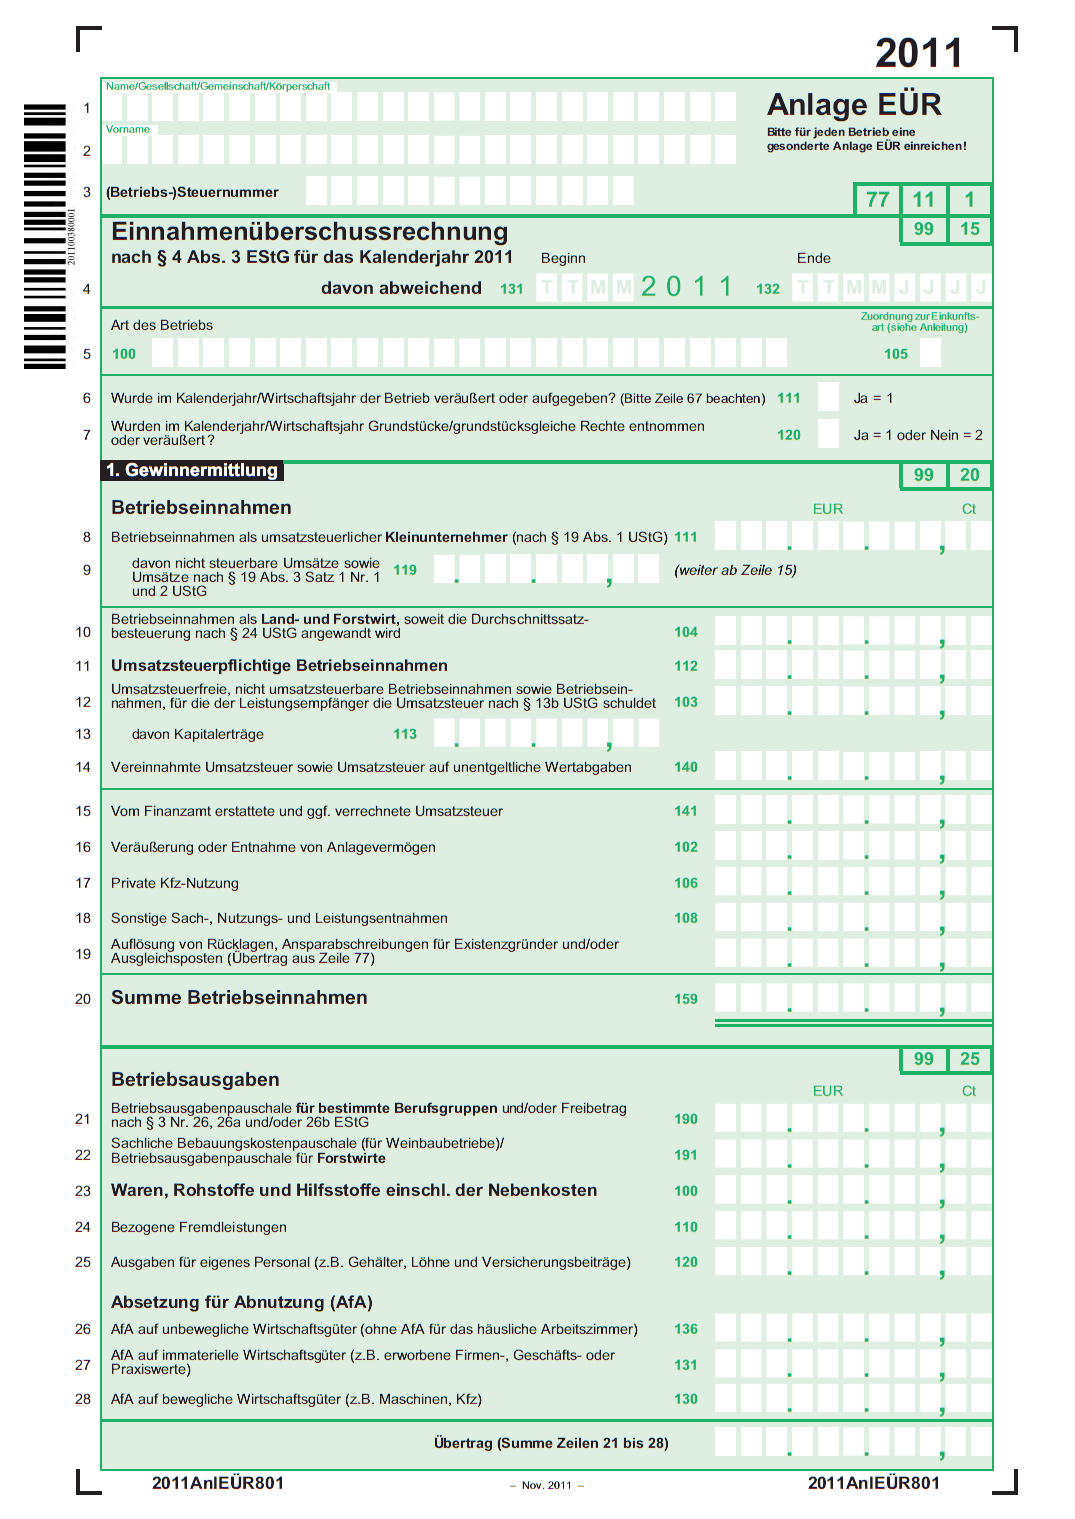 2011
Name/Gesellschaft/Gemeinschaft/Körperschaft
Anlage EÜR
1
Bitte für jeden Betrieb eine
gesonderte Anlage EÜR einreichen!
Vorname
2
3 (Betriebs-)Steuernummer
77 11 1
99 15
201100380001
Einnahmenüberschussrechnung
nach § 4 Abs. 3 EStG für das Kalenderjahr 2011 Beginn Ende
4 davon abweichend 131 T T M M 2 0 1 1 132 T T M M J J J J
Art des Betriebs
Zuordnung zur Einkunfts-
art (siehe Anleitung)
5 100 105
6 Wurde im Kalenderjahr/Wirtschaftsjahr der Betrieb veräußert oder aufgegeben? (Bitte Zeile 67 beachten) 111 Ja = 1
7 Wurden im Kalenderjahr/Wirtschaftsjahr Grundstücke/grundstücksgleiche Rechte entnommen
oder veräußert? 120 Ja = 1 oder Nein = 2
1. Gewinnermittlung 99 20
Betriebseinnahmen EUR Ct
8 Betriebseinnahmen als umsatzsteuerlicher Kleinunternehmer (nach § 19 Abs. 1 UStG) 111 . . ,
9 davon nicht steuerbare Umsätze sowie
Umsätze nach § 19 Abs. 3 Satz 1 Nr. 1
und 2 UStG 119 . . , (weiter ab Zeile 15)
10 Betriebseinnahmen als Land- und Forstwirt, soweit die Durchschnittssatz-
besteuerung nach § 24 UStG angewandt wird 104 . . ,
11 Umsatzsteuerpflichtige Betriebseinnahmen 112 . . ,
12 Umsatzsteuerfreie, nicht umsatzsteuerbare Betriebseinnahmen sowie Betriebsein-
nahmen, für die der Leistungsempfänger die Umsatzsteuer nach § 13b UStG schuldet 103 . . ,
13 davon Kapitalerträge 113 . . ,
14 Vereinnahmte Umsatzsteuer sowie Umsatzsteuer auf unentgeltliche Wertabgaben 140 . . ,
15 Vom Finanzamt erstattete und ggf. verrechnete Umsatzsteuer 141 . . ,
16 Veräußerung oder Entnahme von Anlagevermögen 102 . . ,
17 Private Kfz-Nutzung 106 . . ,
18 Sonstige Sach-, Nutzungs- und Leistungsentnahmen 108 . . ,
19 Auflösung von Rücklagen, Ansparabschreibungen für Existenzgründer und/oder
Ausgleichsposten (Übertrag aus Zeile 77) . . ,
20 Summe Betriebseinnahmen 159 . . ,
99 25
Betriebsausgaben EUR Ct
21 Betriebsausgabenpauschale für bestimmte Berufsgruppen und/oder Freibetrag
nach § 3 Nr. 26, 26a und/oder 26b EStG 190 . . ,
22 Sachliche Bebauungskostenpauschale (für Weinbaubetriebe)/
Betriebsausgabenpauschale für Forstwirte 191 . . ,
23 Waren, Rohstoffe und Hilfsstoffe einschl. der Nebenkosten 100 . . ,
24 Bezogene Fremdleistungen 110 . . ,
25 Ausgaben für eigenes Personal (z.B. Gehälter, Löhne und Versicherungsbeiträge) 120 . . ,
Absetzung für Abnutzung (AfA)
26 AfA auf unbewegliche Wirtschaftsgüter (ohne AfA für das häusliche Arbeitszimmer) 136 . . ,
27 AfA auf immaterielle Wirtschaftsgüter (z.B. erworbene Firmen-, Geschäfts- oder
Praxiswerte) 131 . . ,
28 AfA auf bewegliche Wirtschaftsgüter (z.B. Maschinen, Kfz) 130 . . ,
Übertrag (Summe Zeilen 21 bis 28) . . ,
2011AnlEÜR801 – Nov. 2011 – 2011AnlEÜR801